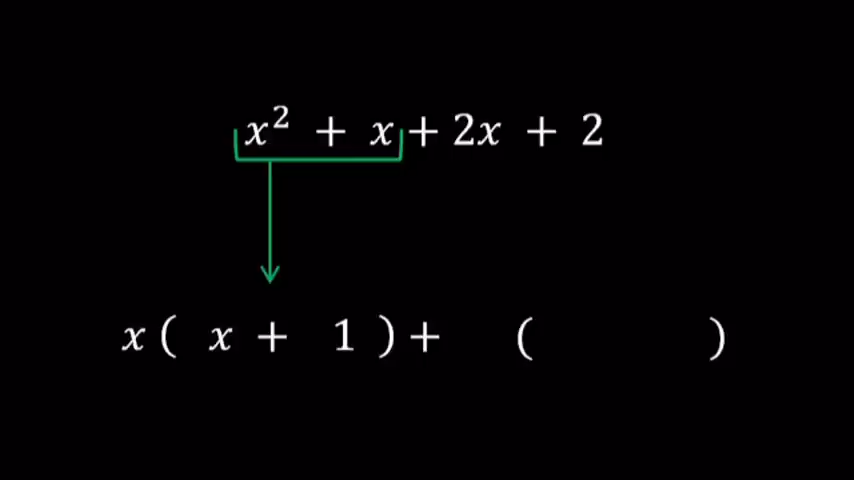 x² + x + 2x + 2
x ( x + 1 ) + (     )